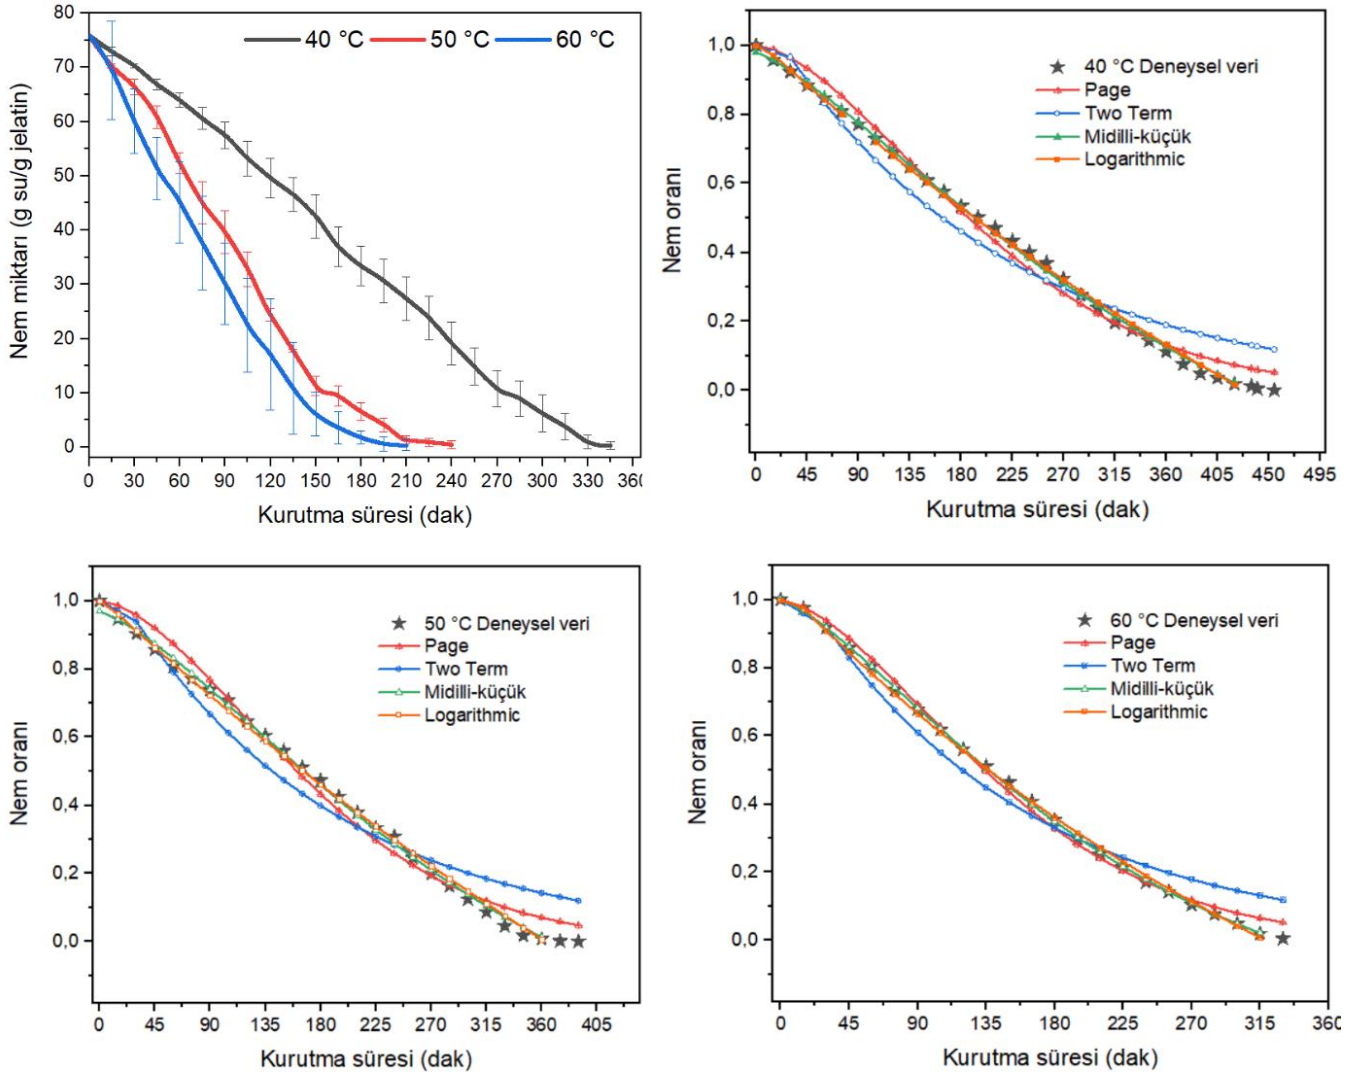 80
70
60
50
40
30
20
10
0
Nem miktarı (g su/g jelatin)
40 °C 50 °C 60 °C
0 30 60 90 120 150 180 210 240 270 300 330 360
Kurutma süresi (dak)
1,0
0,8
0,6
0,4
0,2
0,0
Nem oranı
40 °C Deneysel veri
Page
Two Term
Midilli-küçük
Logarithmic
0 45 90 135 180 225 270 315 360 405 450 495
Kurutma süresi (dak)
1,0
0,8
0,6
0,4
0,2
0,0
Nem oranı
50 °C Deneysel veri
Page
Two Term
Midilli-küçük
Logarithmic
0 45 90 135 180 225 270 315 360 405
Kurutma süresi (dak)
1,0
0,8
0,6
0,4
0,2
0,0
Nem oranı
60 °C Deneysel veri
Page
Two Term
Midilli-küçük
Logarithmic
0 45 90 135 180 225 270 315 360
Kurutma süresi (dak)